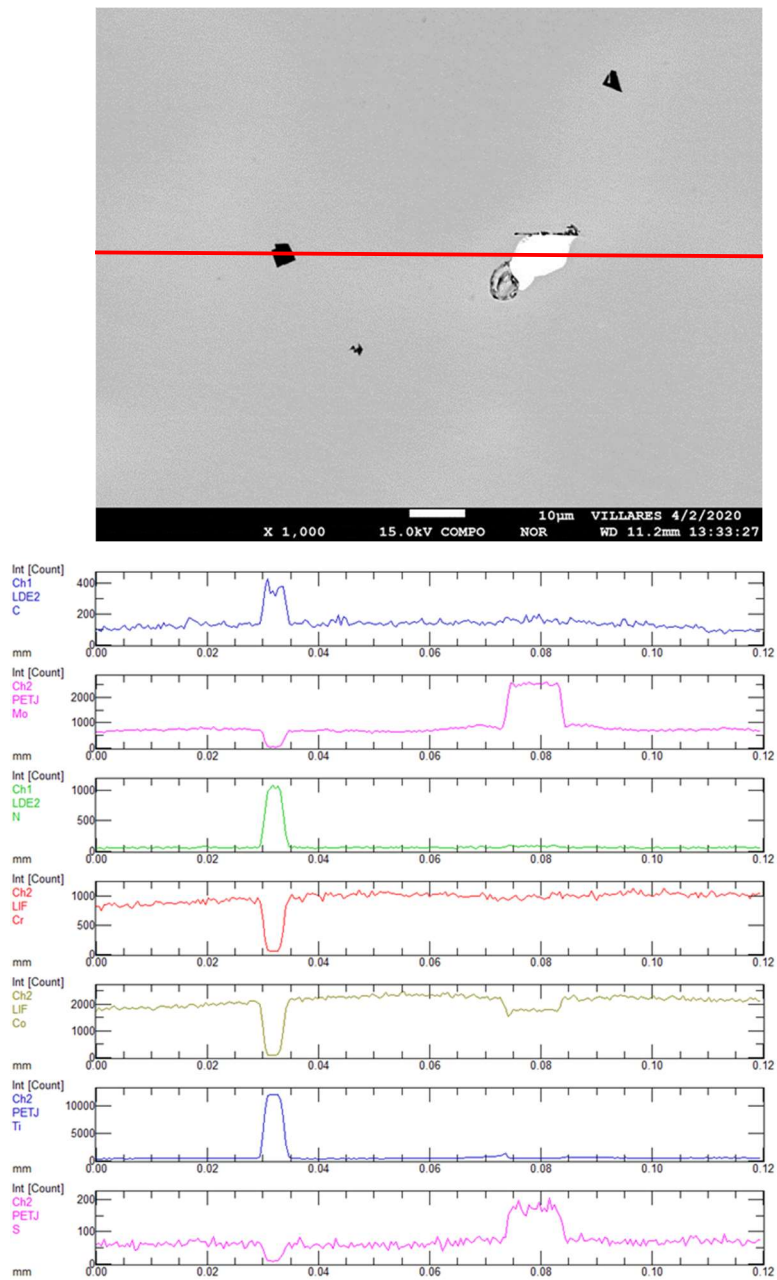 10μm VILLARES 4/2/2020
X 1,000 15.0kV COMPO NOR WD 11.2mm 13:33:27
Int [Count]
Ch1
LDE2
C
mm
400
200
0
0.00 0.02 0.04 0.06 0.08 0.10 0.12
Int [Count]
Ch2
PETJ
Mo
mm
2000
1000
0
0.00 0.02 0.04 0.06 0.08 0.10 0.12
Int [Count]
Ch1
LDE2
N
mm
1000
500
0
0.00 0.02 0.04 0.06 0.08 0.10 0.12
Int [Count]
Ch2
LIF
Cr
mm
1000
500
0
0.00 0.02 0.04 0.06 0.08 0.10 0.12
Int [Count]
Ch2
LIF
Co
mm
2000
1000
0
0.00 0.02 0.04 0.06 0.08 0.10 0.12
Int [Count]
Ch2
PETJ
Ti
mm
10000
5000
0
0.00 0.02 0.04 0.06 0.08 0.10 0.12
Int [Count]
Ch2
PETJ
S
mm
200
100
0
0.00 0.02 0.04 0.06 0.08 0.10 0.12